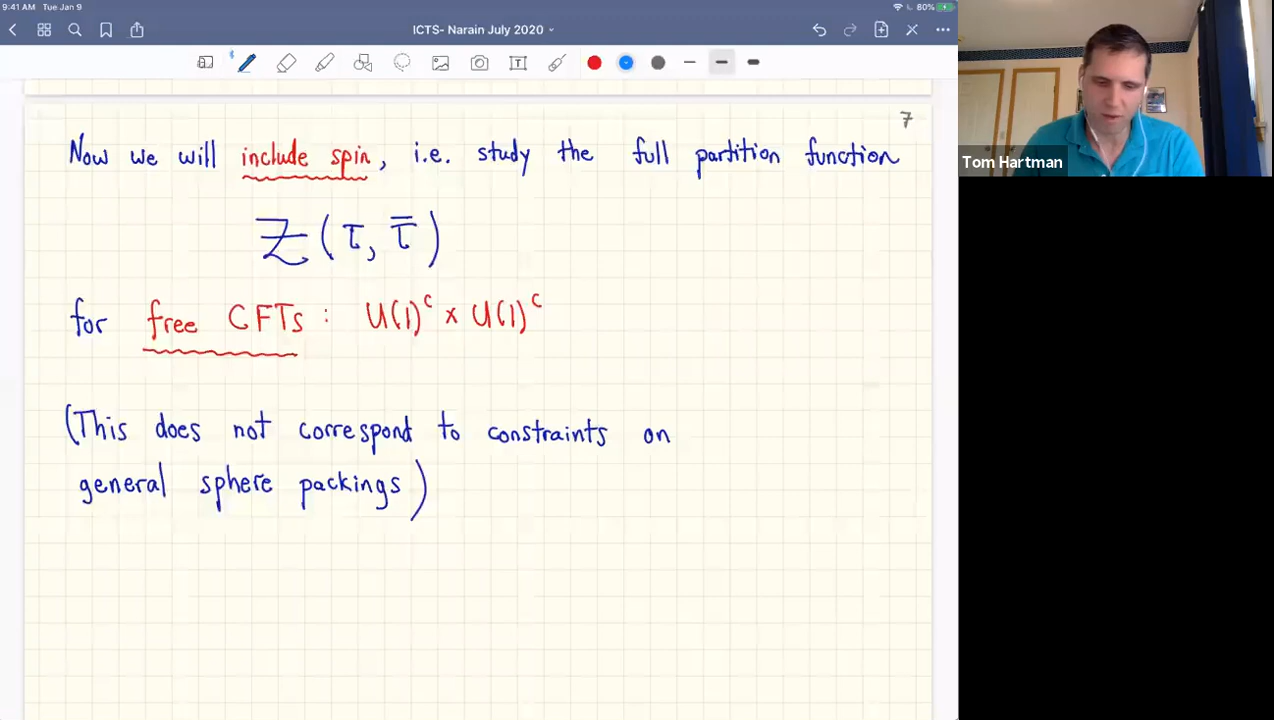 9:41 AM Tue Jan 9
80%
ICTS- Narain July 2020
7
Now we will include spin, i.e. study the full partition function
Z(τ, τ̄)
for free CFTs: U(1)^c × U(1)^c
(This does not correspond to constraints on
general sphere packings)
Tom Hartman